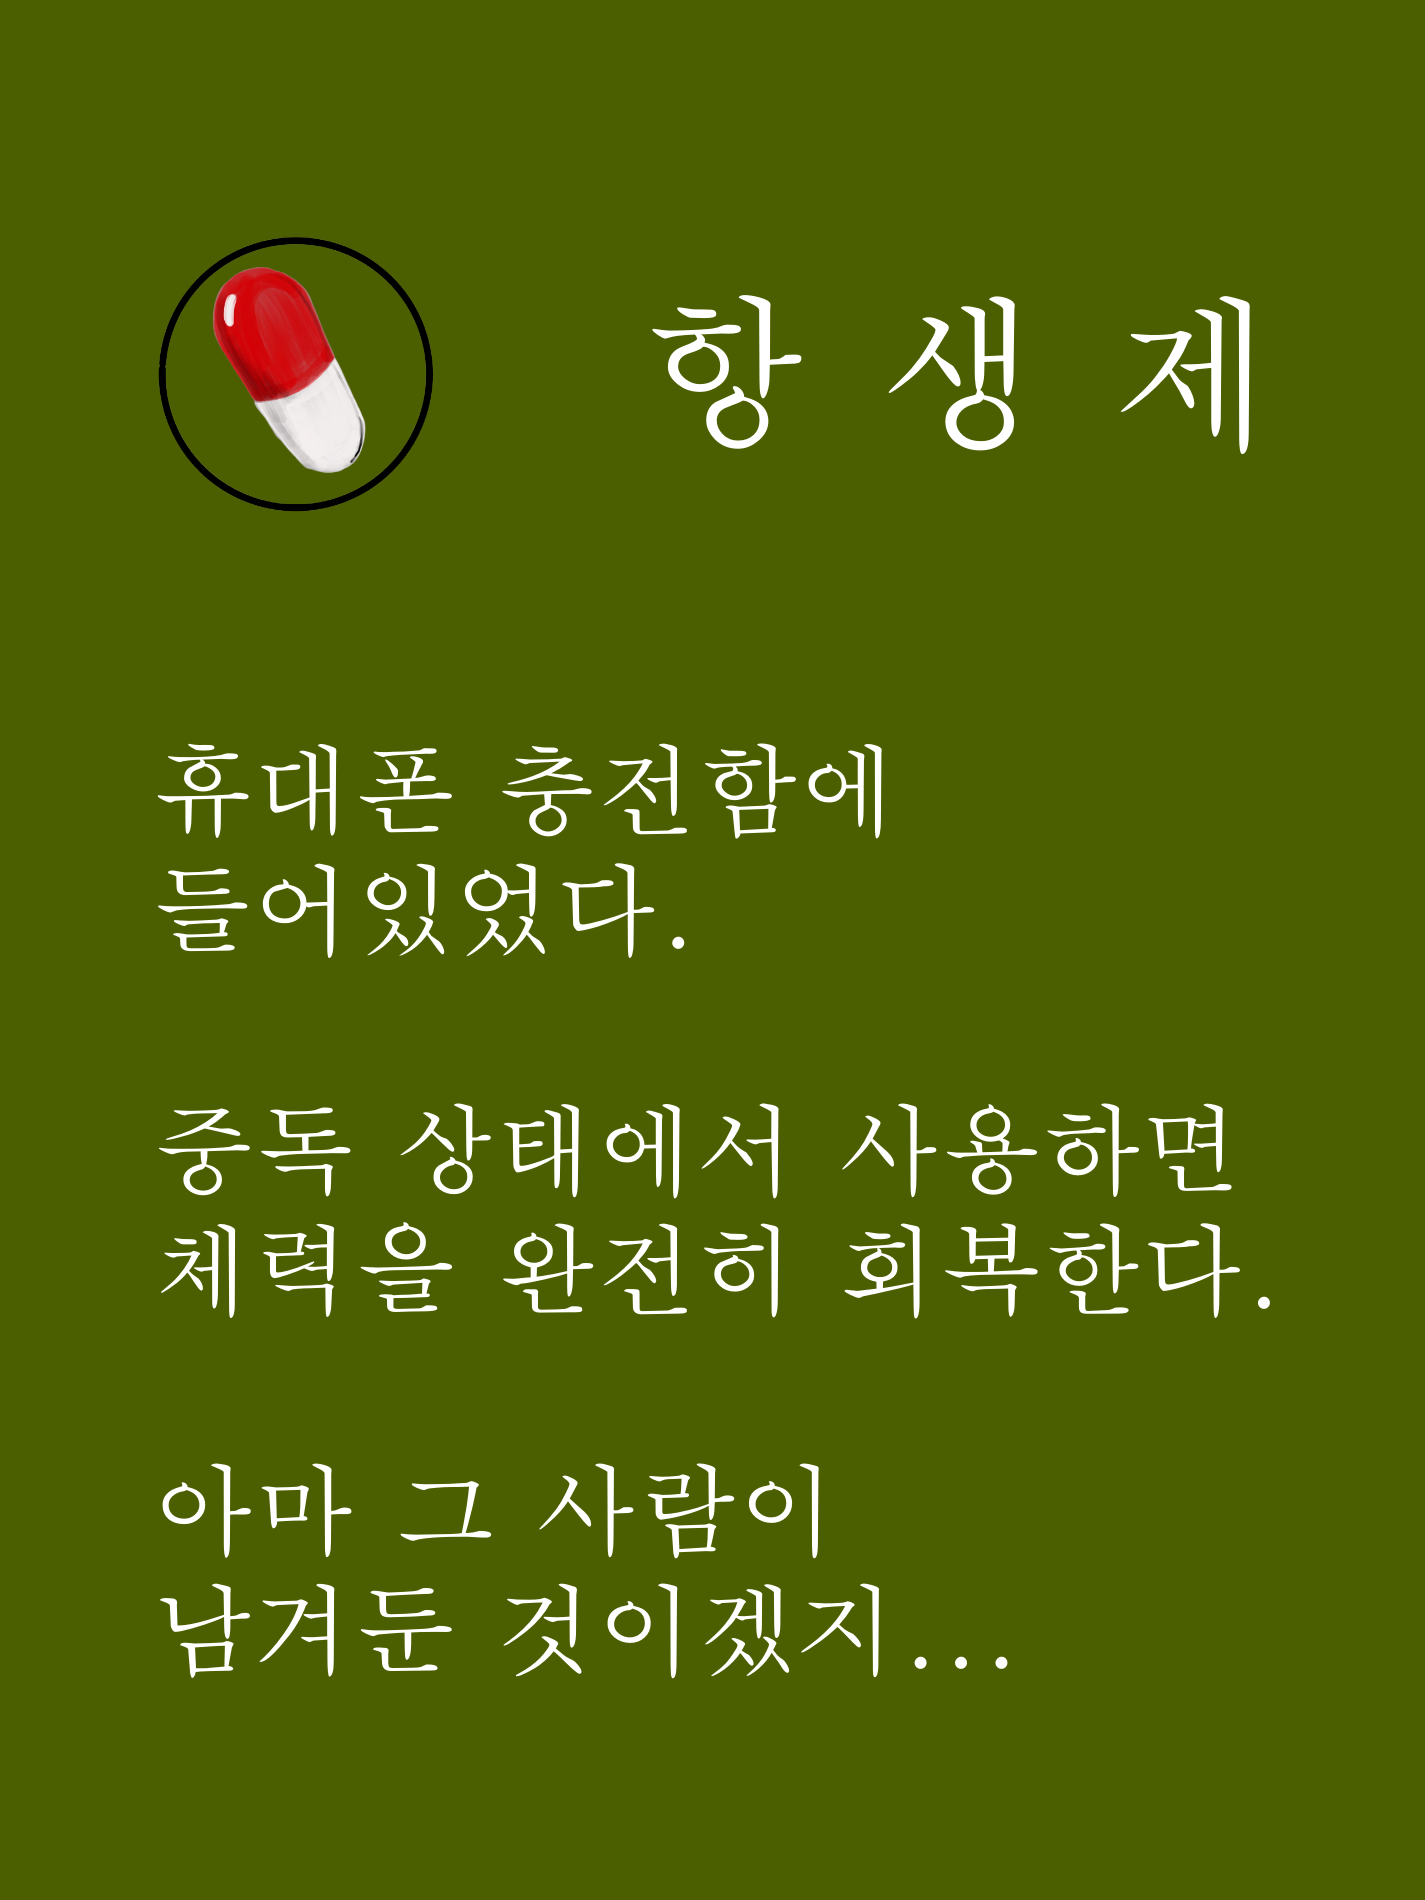 항 생 제
휴대폰 충전함에
들어있었다.
중독 상태에서 사용하면
체력을 완전히 회복한다.
아마 그 사람이
남겨둔 것이겠지...